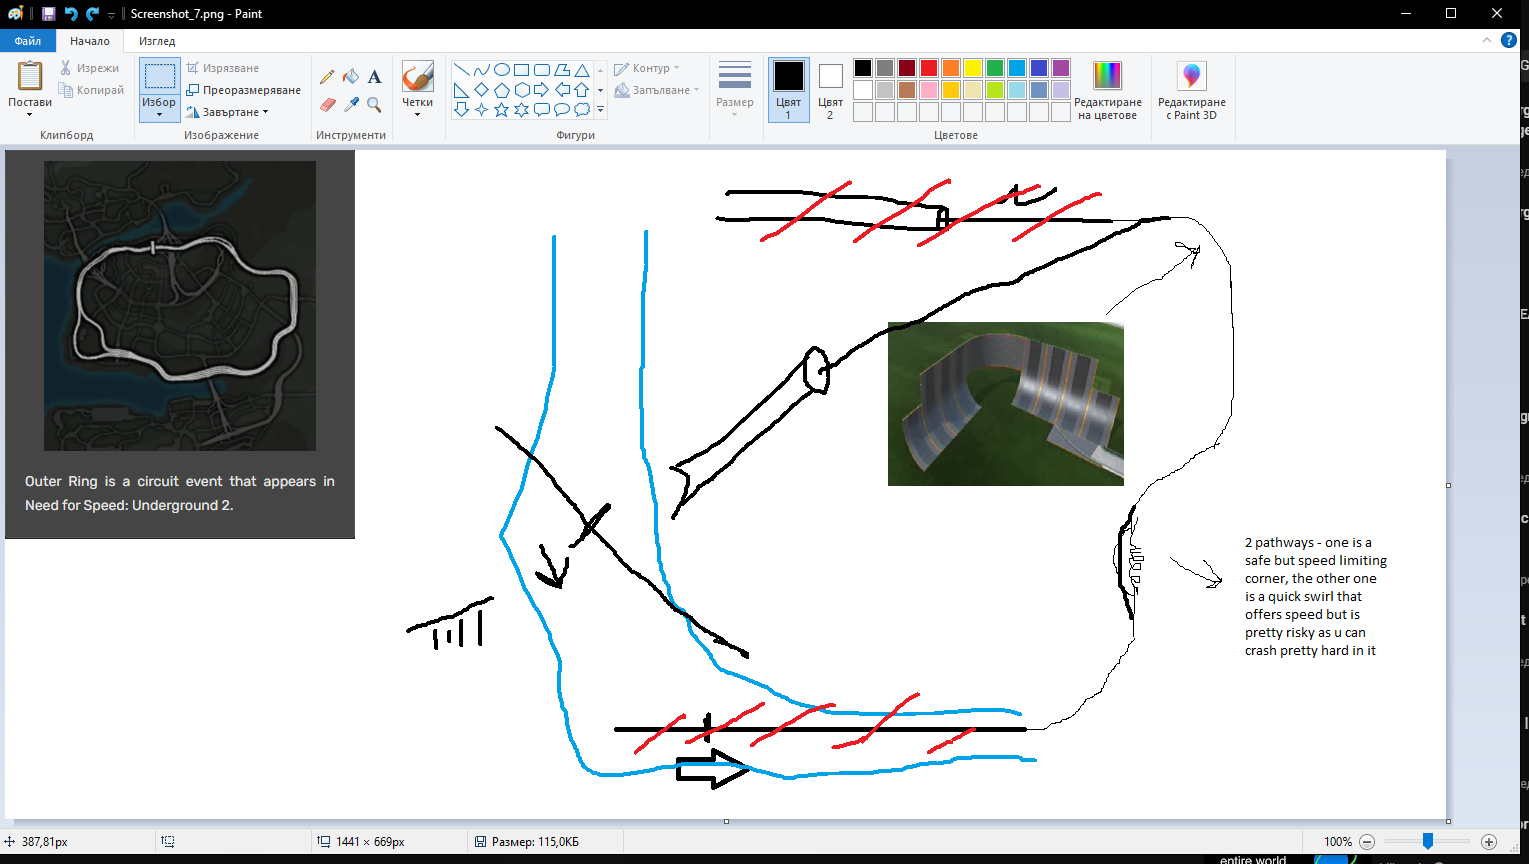 Screenshot_7.png - Paint
Файл
Начало
Изглед
Постави
Изрежи
Копирай
Клипборд
Избор
Изрязване
Преоразмеряване
Завъртане
Изображение
A
Инструменти
Четки
Контур
Запълване
Фигури
Размер
Цвят
1
Цвят
2
Редактиране
на цветове
Цветове
Редактиране
с Paint 3D
Outer Ring is a circuit event that appears in
Need for Speed: Underground 2.
2 pathways - one is a
safe but speed limiting
corner, the other one
is a quick swirl that
offers speed but is
pretty risky as u can
crash pretty hard in it
387,81px
1441 × 669px
Размер: 115,0КБ
100%
entire world